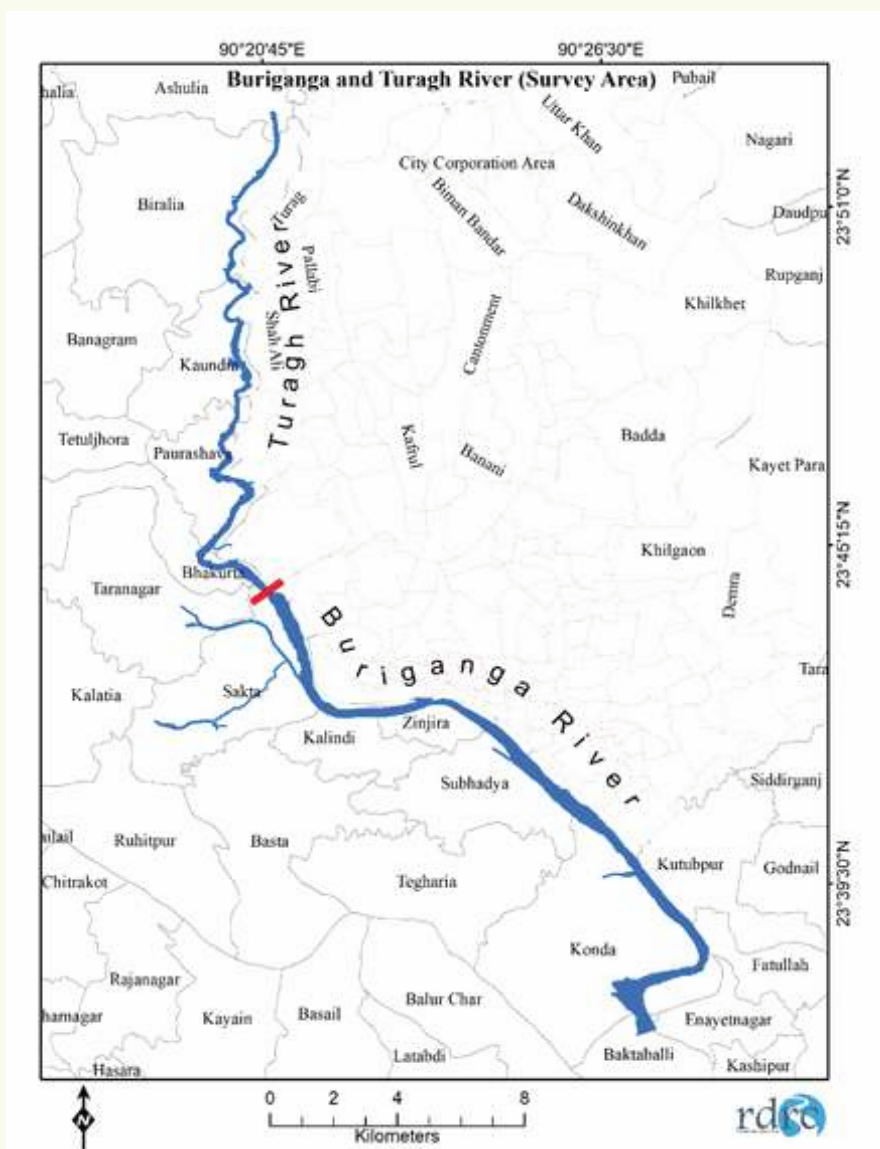 90°20'45"E
90°26'30"E
Buriganga and Turagh River (Survey Area)
halia
Ashulia
Pubail
Uttar Khan
Nagari
City Corporation Area
Biralia
Turag
Biman Bandar
Dakshinkhan
Daudpu
23°51'0"N
Pallabi
Rupganj
Khilkhet
Turagh River
Shah Ali
Cantonment
Banagram
Kaundia
Tetuljhora
Paurashava
Kafrul
Banani
Badda
Kayet Para
23°45'15"N
Khilgaon
Bhakurta
Taranagar
Demra
Buriganga River
Tara
Kalatia
Sakta
Zinjira
Kalindi
Subhadya
Siddirganj
ailail
Ruhitpur
Basta
Kutubpur
Godnail
Chitrakot
Tegharia
23°39'30"N
Konda
Fatullah
Rajanagar
Balur Char
hamagar
Kayain
Basail
Enayetnagar
Latabdi
Baktaballi
Kashipur
Hasara
N
0 2 4 8
Kilometers
rdrc